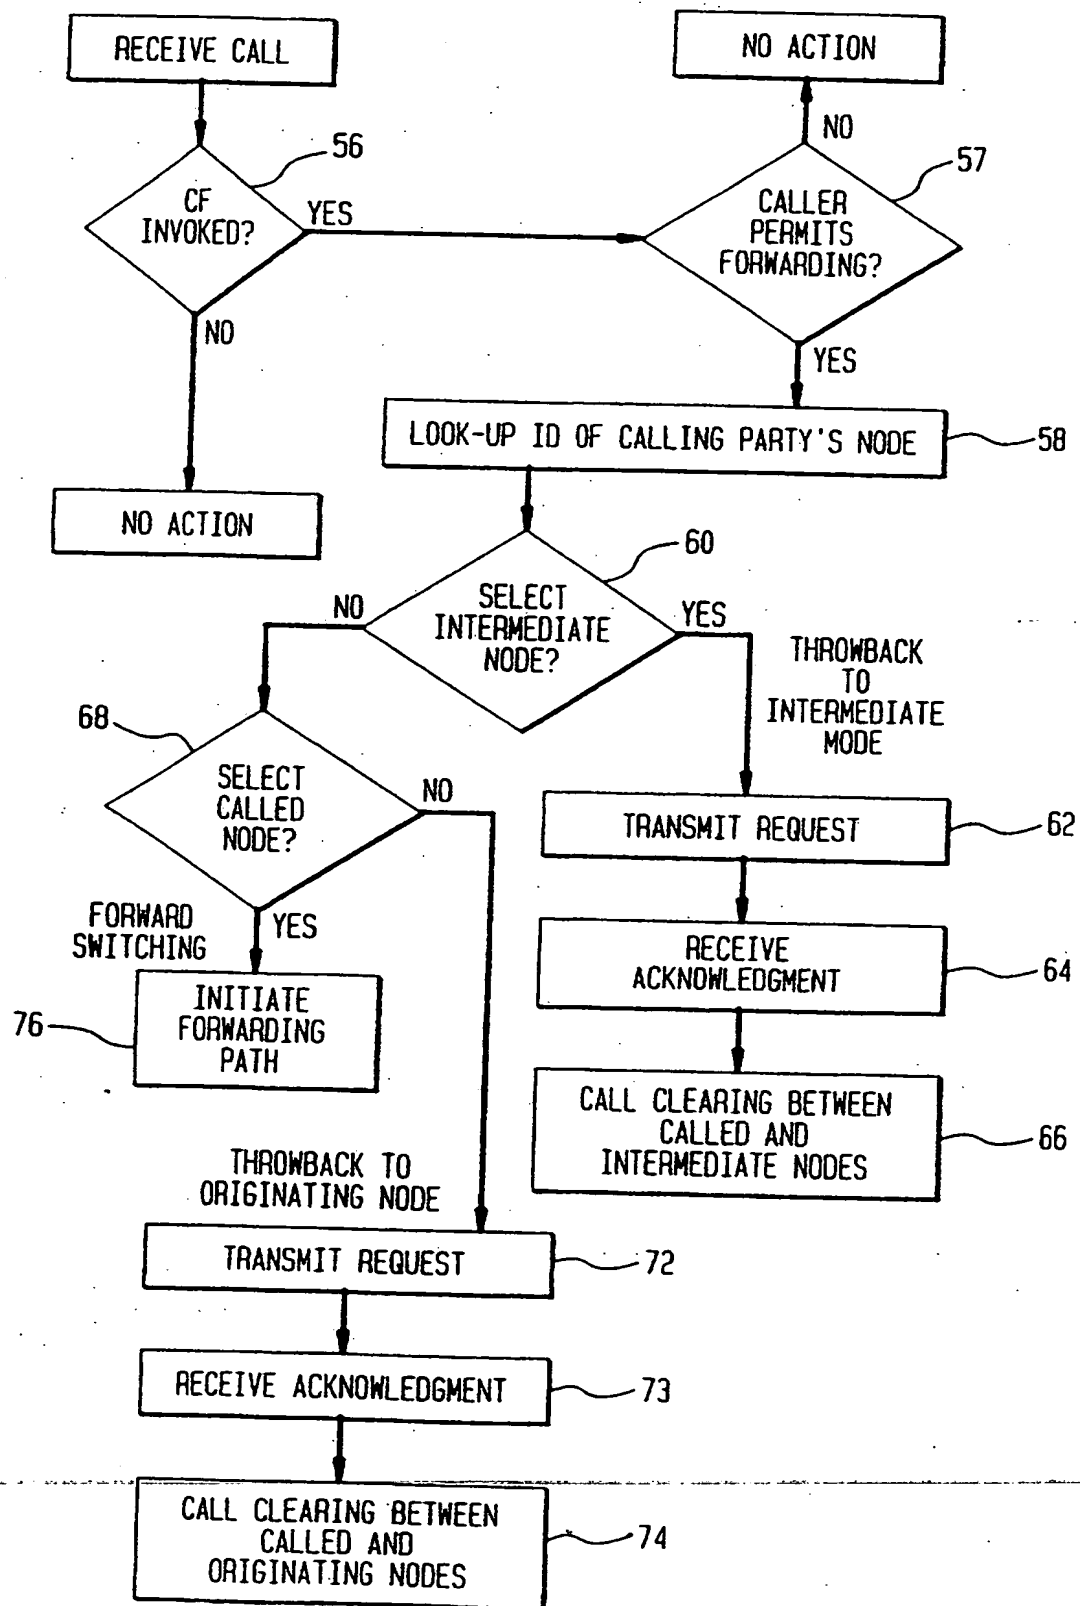 RECEIVE CALL
NO ACTION
NO
56
57
CF
INVOKED?
YES
CALLER
PERMITS
FORWARDING?
NO
YES
LOOK-UP ID OF CALLING PARTY'S NODE
58
NO ACTION
60
NO
SELECT
INTERMEDIATE
NODE?
YES
THROWBACK
TO
INTERMEDIATE
MODE
68
SELECT
CALLED
NODE?
NO
TRANSMIT REQUEST
62
FORWARD
SWITCHING
YES
RECEIVE
ACKNOWLEDGMENT
64
INITIATE
FORWARDING
PATH
76
CALL CLEARING BETWEEN
CALLED AND
INTERMEDIATE NODES
66
THROWBACK TO
ORIGINATING NODE
TRANSMIT REQUEST
72
RECEIVE ACKNOWLEDGMENT
73
CALL CLEARING BETWEEN
CALLED AND
ORIGINATING NODES
74